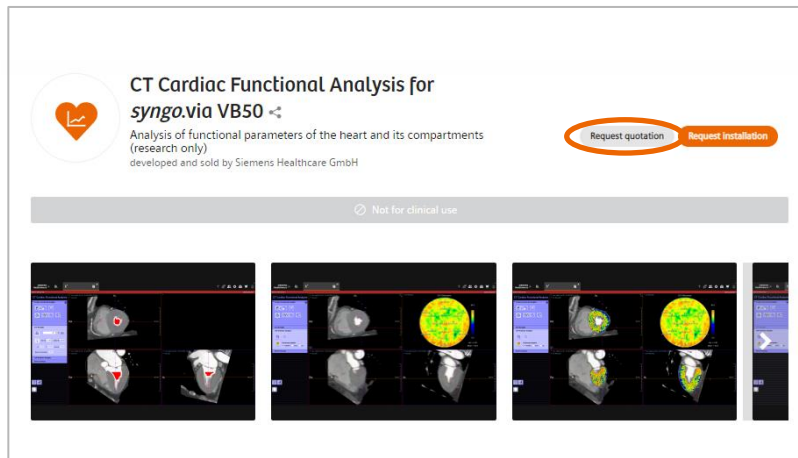 CT Cardiac Functional Analysis for
syngo.via VB50
Analysis of functional parameters of the heart and its compartments
(research only)
developed and sold by Siemens Healthcare GmbH
Request quotation
Request installation
Not for clinical use